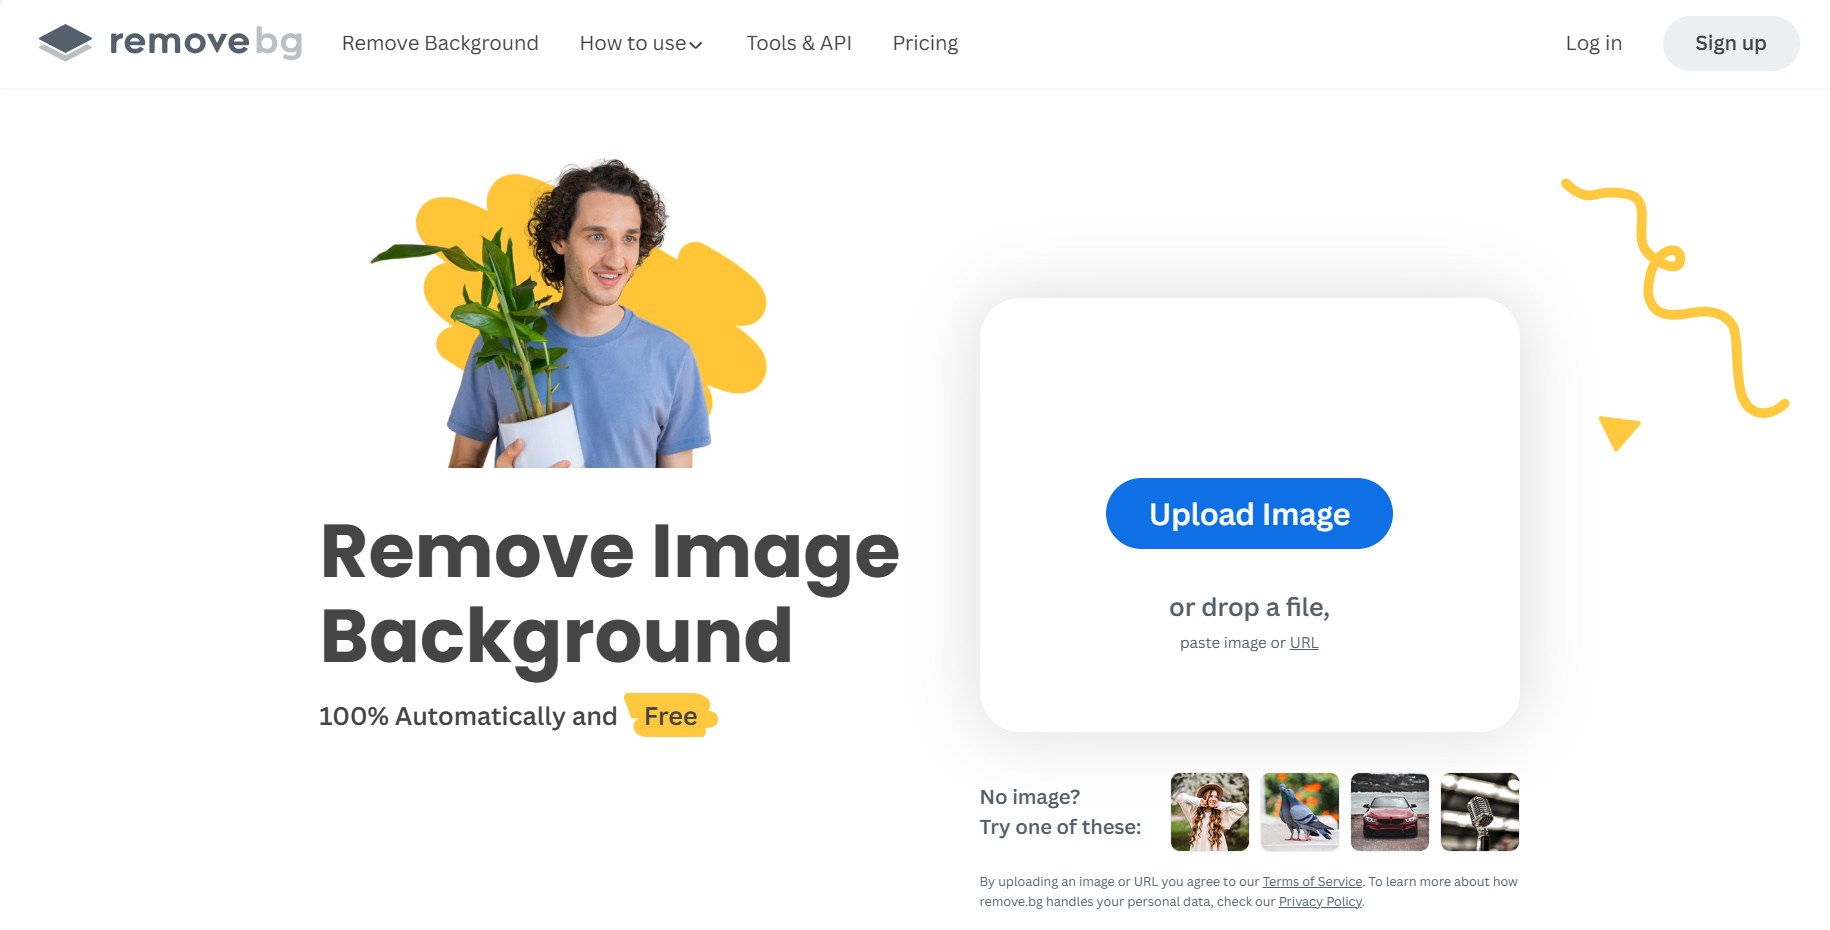 removebg
Remove Background
How to use
Tools & API
Pricing
Log in
Sign up
Remove Image
Background
100% Automatically and Free
Upload Image
or drop a file,
paste image or URL
No image?
Try one of these:
By uploading an image or URL you agree to our Terms of Service. To learn more about how
remove.bg handles your personal data, check our Privacy Policy.